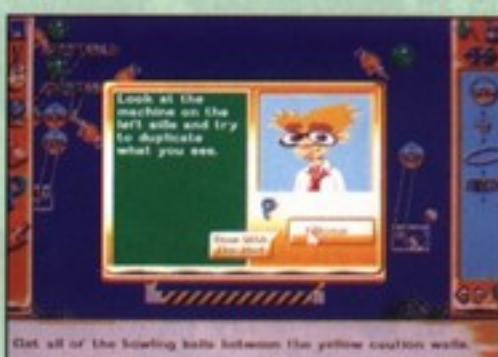 Look at the
machine on the
left side and try
to duplicate
what you see.
Get all of the bowling balls between the yellow caution walls.